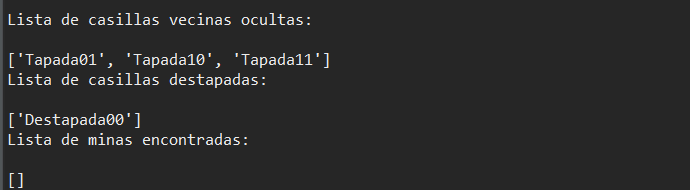 Lista de casillas vecinas ocultas:
['Tapada01', 'Tapada10', 'Tapada11']
Lista de casillas destapadas:
['Destapada00']
Lista de minas encontradas:
[]